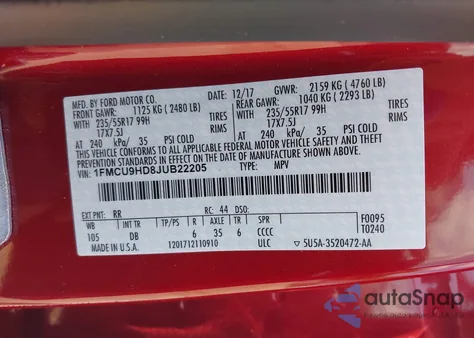 MFD. BY FORD MOTOR CO.
DATE: 12/17 GVWR: 2159 KG (4760 LB)
FRONT GAWR: 1125 KG (2480 LB) REAR GAWR: 1040 KG (2293 LB)
WITH 235/55R17 99H TIRES WITH 235/55R17 99H TIRES
17X7.5J RIMS 17X7.5J RIMS
AT 240 kPa/ 35 PSI COLD AT 240 kPa/ 35 PSI COLD
THIS VEHICLE CONFORMS TO ALL APPLICABLE FEDERAL MOTOR VEHICLE SAFETY, BUMPER, AND THEFT PREVENTION STANDARDS IN EFFECT ON THE DATE OF MANUFACTURE SHOWN ABOVE.
VIN: 1FMCU9HD8JUB22205 TYPE: MPV
EXT PNT: RR RC: 44 DSO: F0095
WB TP/PS R AXLE TR SPR T0240
105 DB 6 35 6 CCCC
MADE IN U.S.A. 1201712110910 ULC 5U5A-3520472-AA
autoSnap